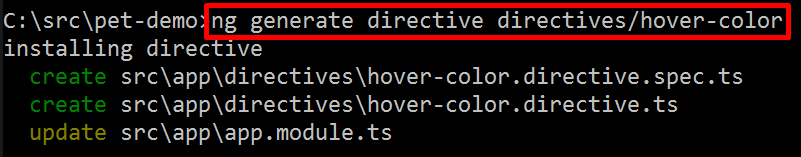 C:\src\pet-demo>ng generate directive directives/hover-color
installing directive
  create src\app\directives\hover-color.directive.spec.ts
  create src\app\directives\hover-color.directive.ts
  update src\app\app.module.ts